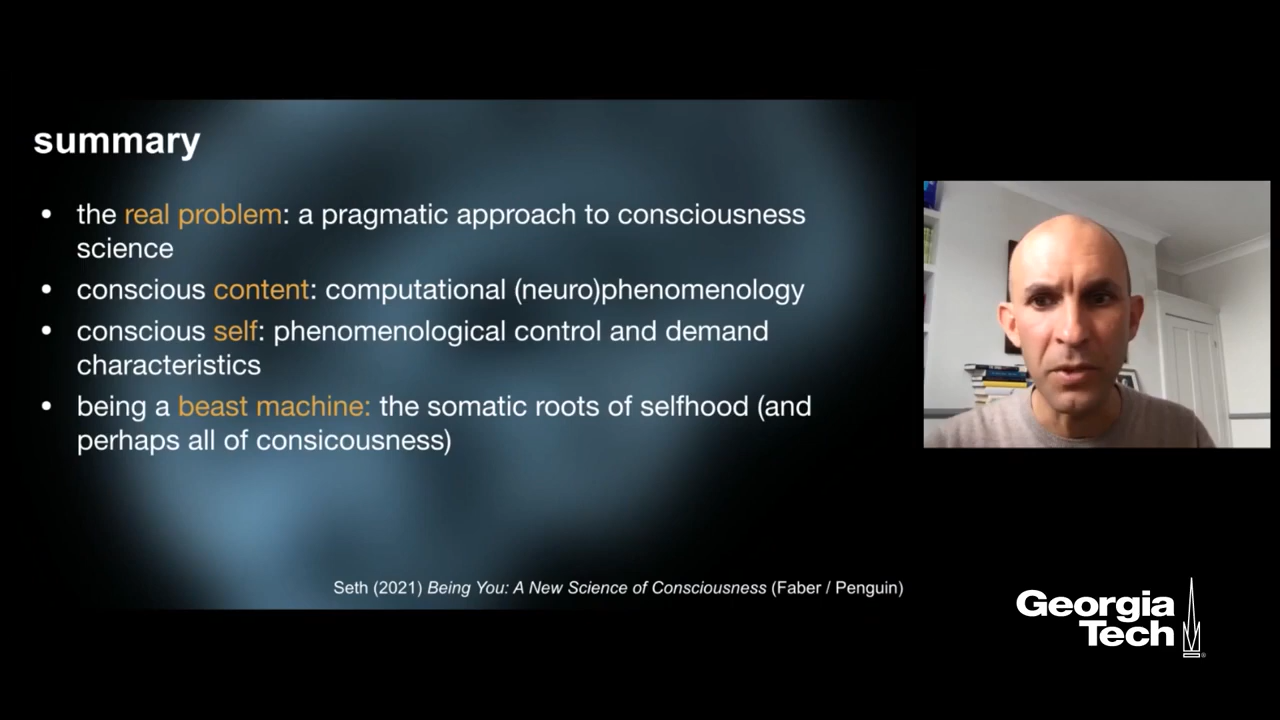 summary
• the real problem: a pragmatic approach to consciousness
science
• conscious content: computational (neuro)phenomenology
• conscious self: phenomenological control and demand
characteristics
• being a beast machine: the somatic roots of selfhood (and
perhaps all of consicousness)
Seth (2021) Being You: A New Science of Consciousness (Faber / Penguin)
Georgia
Tech